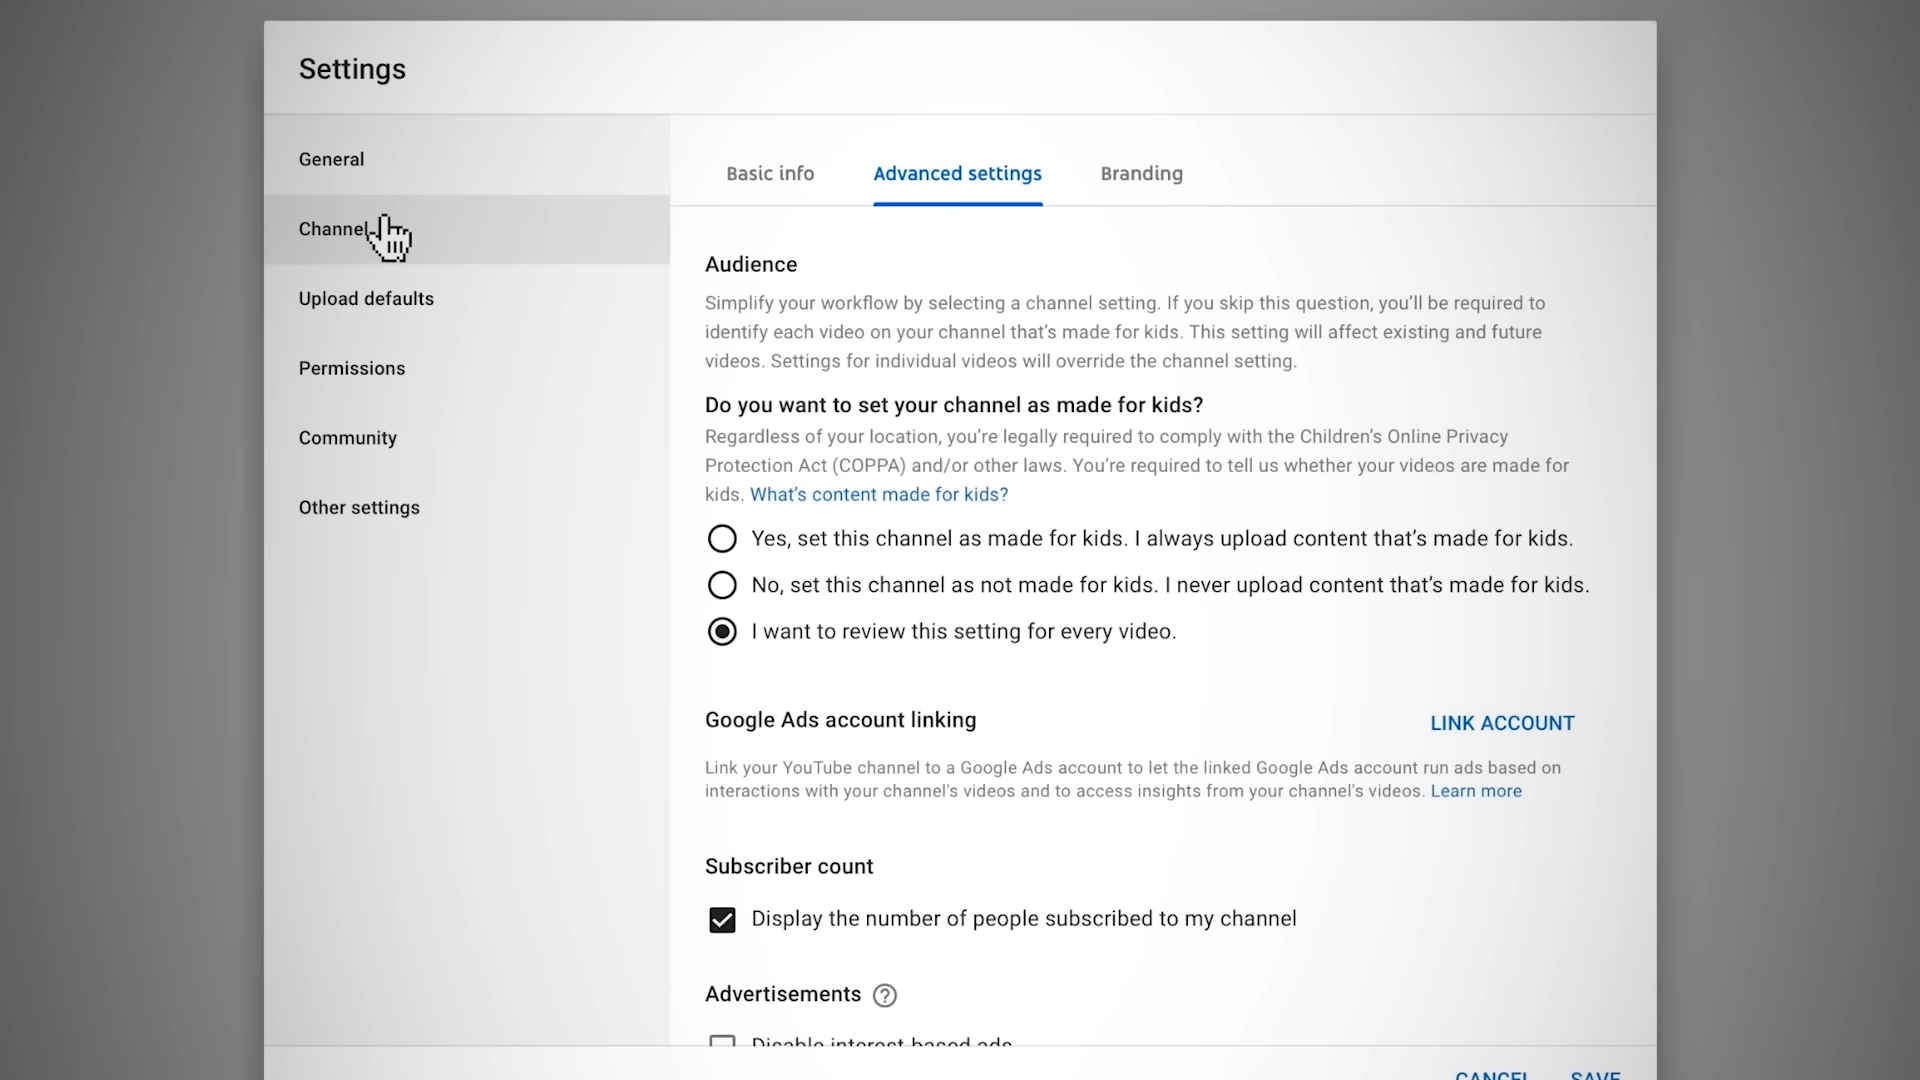 Settings
General
Channel
Upload defaults
Permissions
Community
Other settings
Basic info
Advanced settings
Branding
Audience
Simplify your workflow by selecting a channel setting. If you skip this question, you’ll be required to
identify each video on your channel that’s made for kids. This setting will affect existing and future
videos. Settings for individual videos will override the channel setting.
Do you want to set your channel as made for kids?
Regardless of your location, you’re legally required to comply with the Children’s Online Privacy
Protection Act (COPPA) and/or other laws. You’re required to tell us whether your videos are made for
kids. What’s content made for kids?
Yes, set this channel as made for kids. I always upload content that’s made for kids.
No, set this channel as not made for kids. I never upload content that’s made for kids.
I want to review this setting for every video.
Google Ads account linking
LINK ACCOUNT
Link your YouTube channel to a Google Ads account to let the linked Google Ads account run ads based on
interactions with your channel's videos and to access insights from your channel's videos. Learn more
Subscriber count
Display the number of people subscribed to my channel
Advertisements
Disable interest-based ads
CANCEL
SAVE